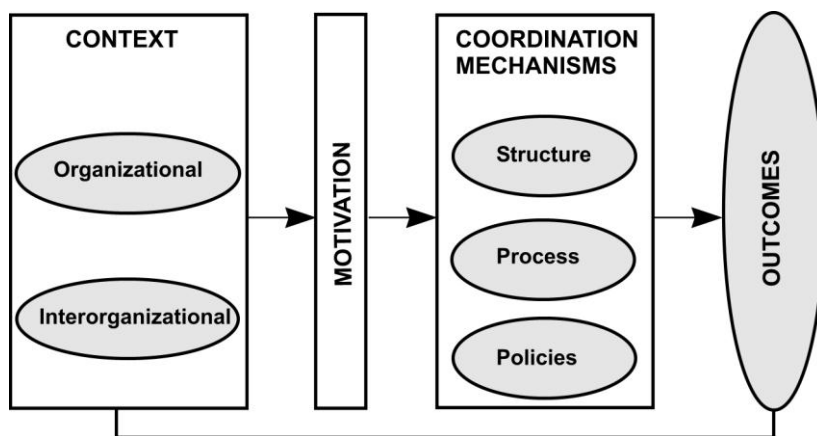 CONTEXT
Organizational
Interorganizational
MOTIVATION
COORDINATION
MECHANISMS
Structure
Process
Policies
OUTCOMES